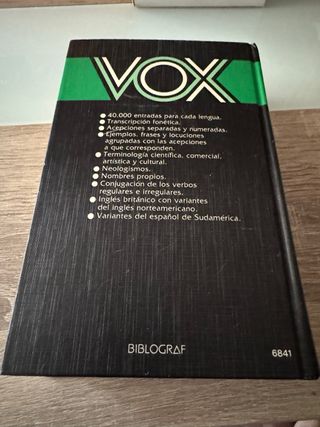 VOX
● 40.000 entradas para cada lengua.
● Transcripción fonética.
● Acepciones separadas y numeradas.
● Ejemplos, frases y locuciones
agrupadas con las acepciones
a que corresponden.
● Terminología científica, comercial,
artística y cultural.
● Neologismos.
● Nombres propios.
● Conjugación de los verbos
regulares e irregulares.
● Inglés británico con variantes
del inglés norteamericano.
● Variantes del español de Sudamérica.
BIBLOGRAF
6841